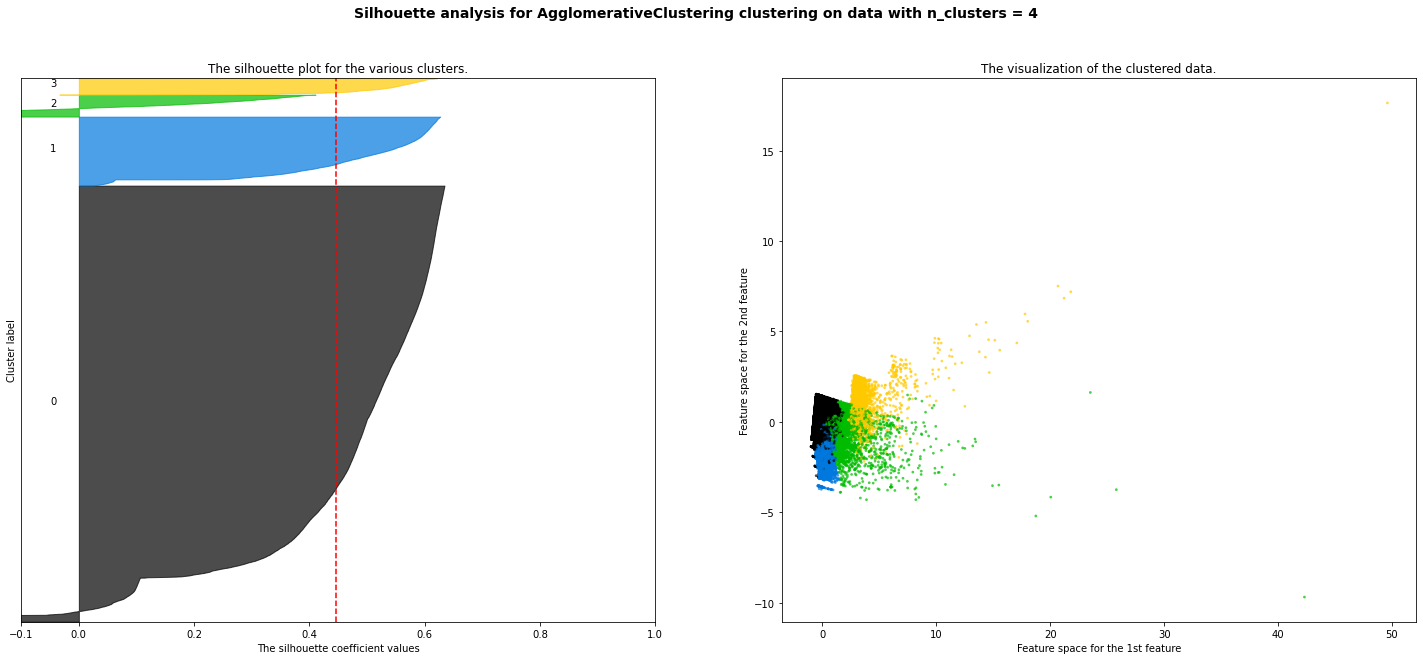 Silhouette analysis for AgglomerativeClustering clustering on data with n_clusters = 4
The silhouette plot for the various clusters.
Cluster label
3
2
1
0
−0.1 0.0 0.2 0.4 0.6 0.8 1.0
The silhouette coefficient values
The visualization of the clustered data.
Feature space for the 2nd feature
15
10
5
0
−5
−10
0 10 20 30 40 50
Feature space for the 1st feature